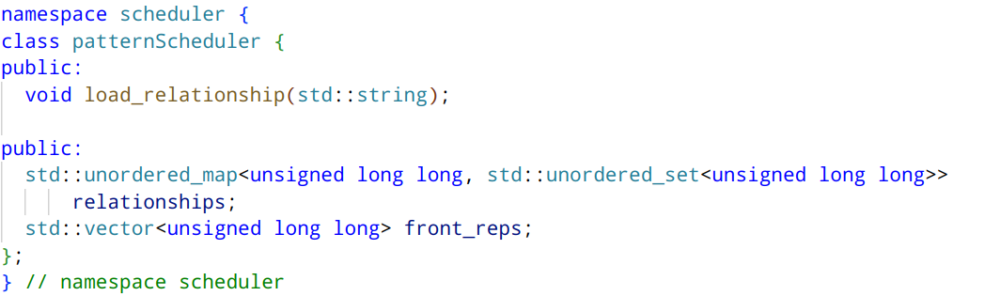 namespace scheduler {
class patternScheduler {
public:
  void load_relationship(std::string);

public:
  std::unordered_map<unsigned long long, std::unordered_set<unsigned long long>>
      relationships;
  std::vector<unsigned long long> front_reps;
};
} // namespace scheduler